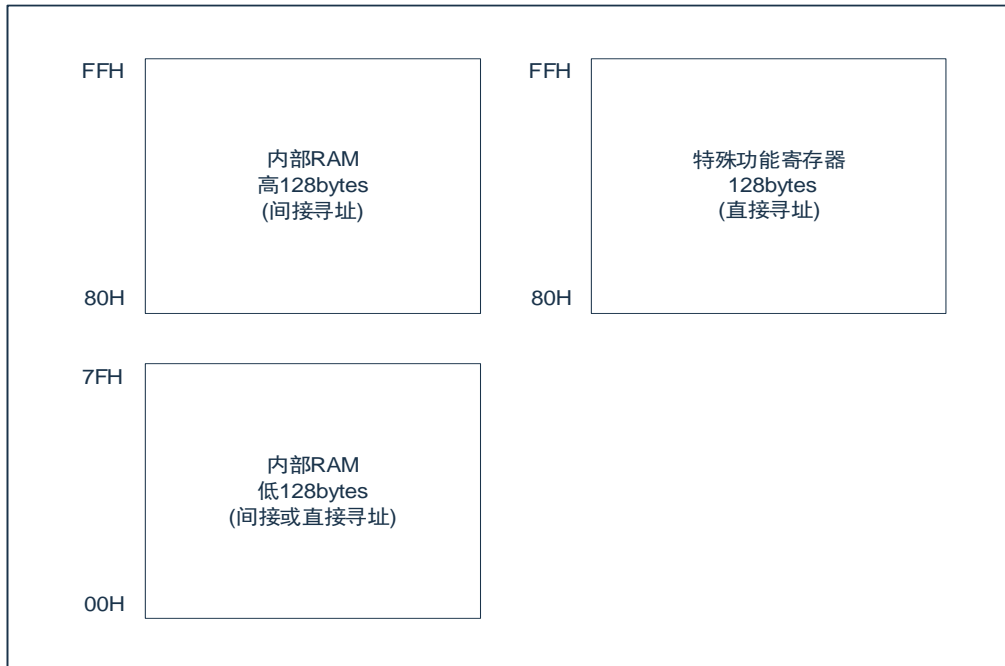 FFH
内部RAM
高128bytes
(间接寻址)
80H
FFH
特殊功能寄存器
128bytes
(直接寻址)
80H
7FH
内部RAM
低128bytes
(间接或直接寻址)
00H